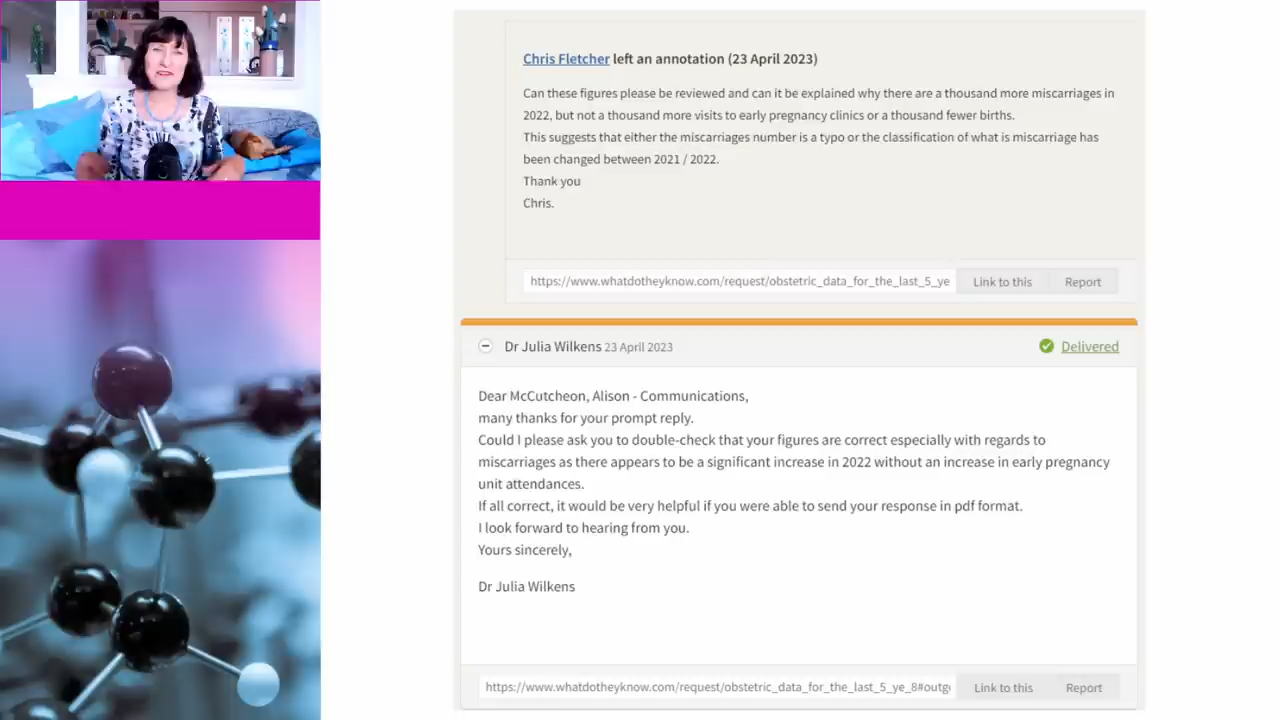 Chris Fletcher left an annotation (23 April 2023)
Can these figures please be reviewed and can it be explained why there are a thousand more miscarriages in
2022, but not a thousand more visits to early pregnancy clinics or a thousand fewer births.
This suggests that either the miscarriages number is a typo or the classification of what is miscarriage has
been changed between 2021 / 2022.
Thank you
Chris.
https://www.whatdotheyknow.com/request/obstetric_data_for_the_last_5_ye Link to this Report
Dr Julia Wilkens 23 April 2023 Delivered
Dear McCutcheon, Alison - Communications,
many thanks for your prompt reply.
Could I please ask you to double-check that your figures are correct especially with regards to
miscarriages as there appears to be a significant increase in 2022 without an increase in early pregnancy
unit attendances.
If all correct, it would be very helpful if you were able to send your response in pdf format.
I look forward to hearing from you.
Yours sincerely,
Dr Julia Wilkens
https://www.whatdotheyknow.com/request/obstetric_data_for_the_last_5_ye_8#outg Link to this Report